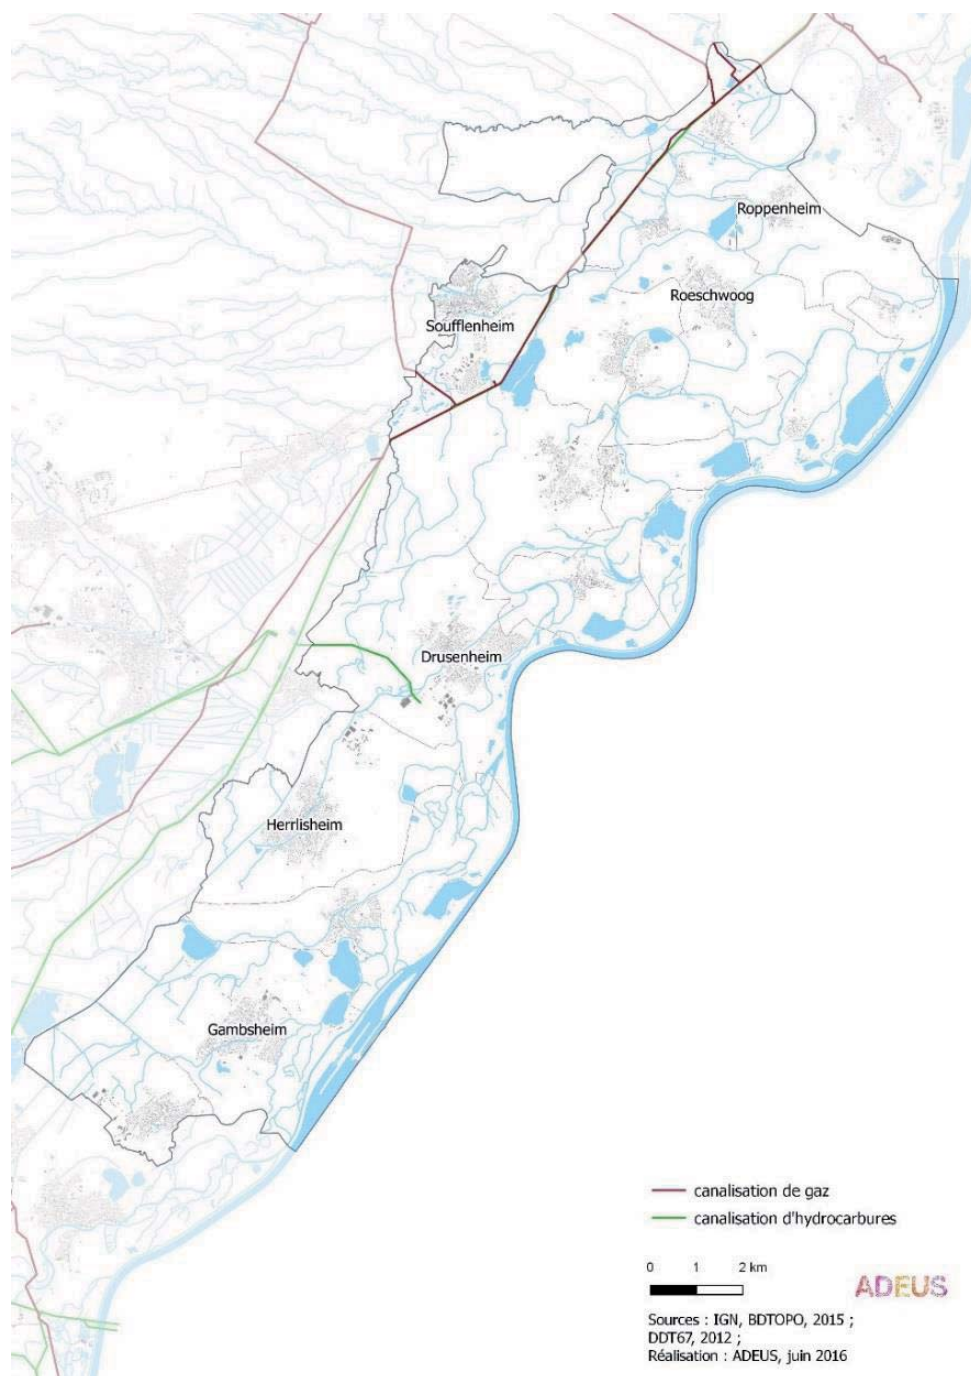 Roppenheim
Roeschwoog
Soufflenheim
Drusenheim
Herrlisheim
Gambsheim
canalisation de gaz
canalisation d'hydrocarbures
0 1 2 km
ADEUS
Sources : IGN, BDTOPO, 2015 ;
DDT67, 2012 ;
Réalisation : ADEUS, juin 2016